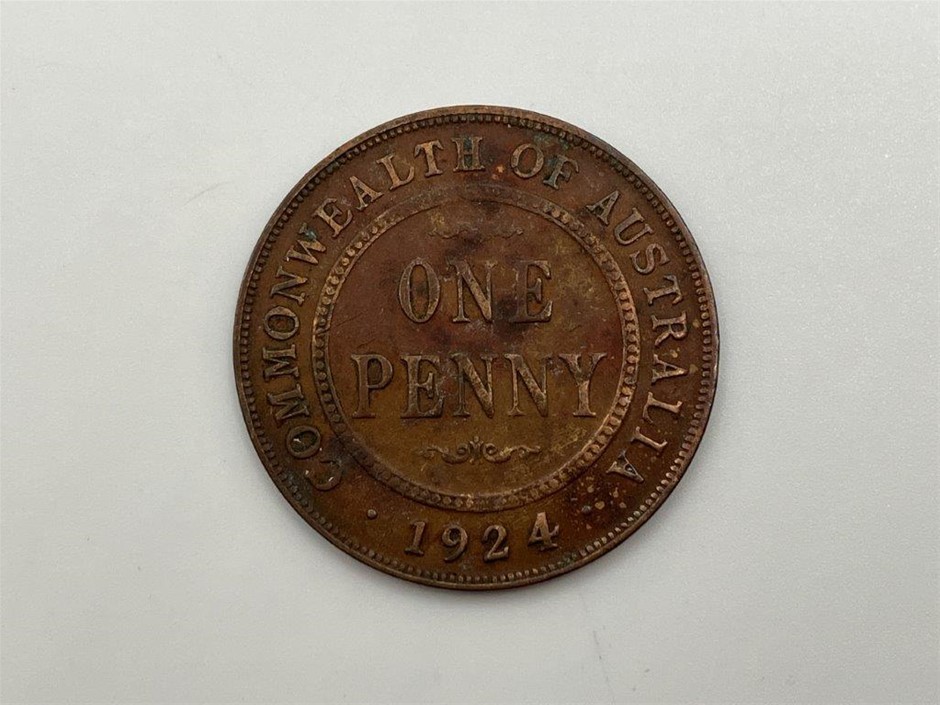 COMMONWEALTH OF AUSTRALIA
ONE
PENNY
· 1924 ·